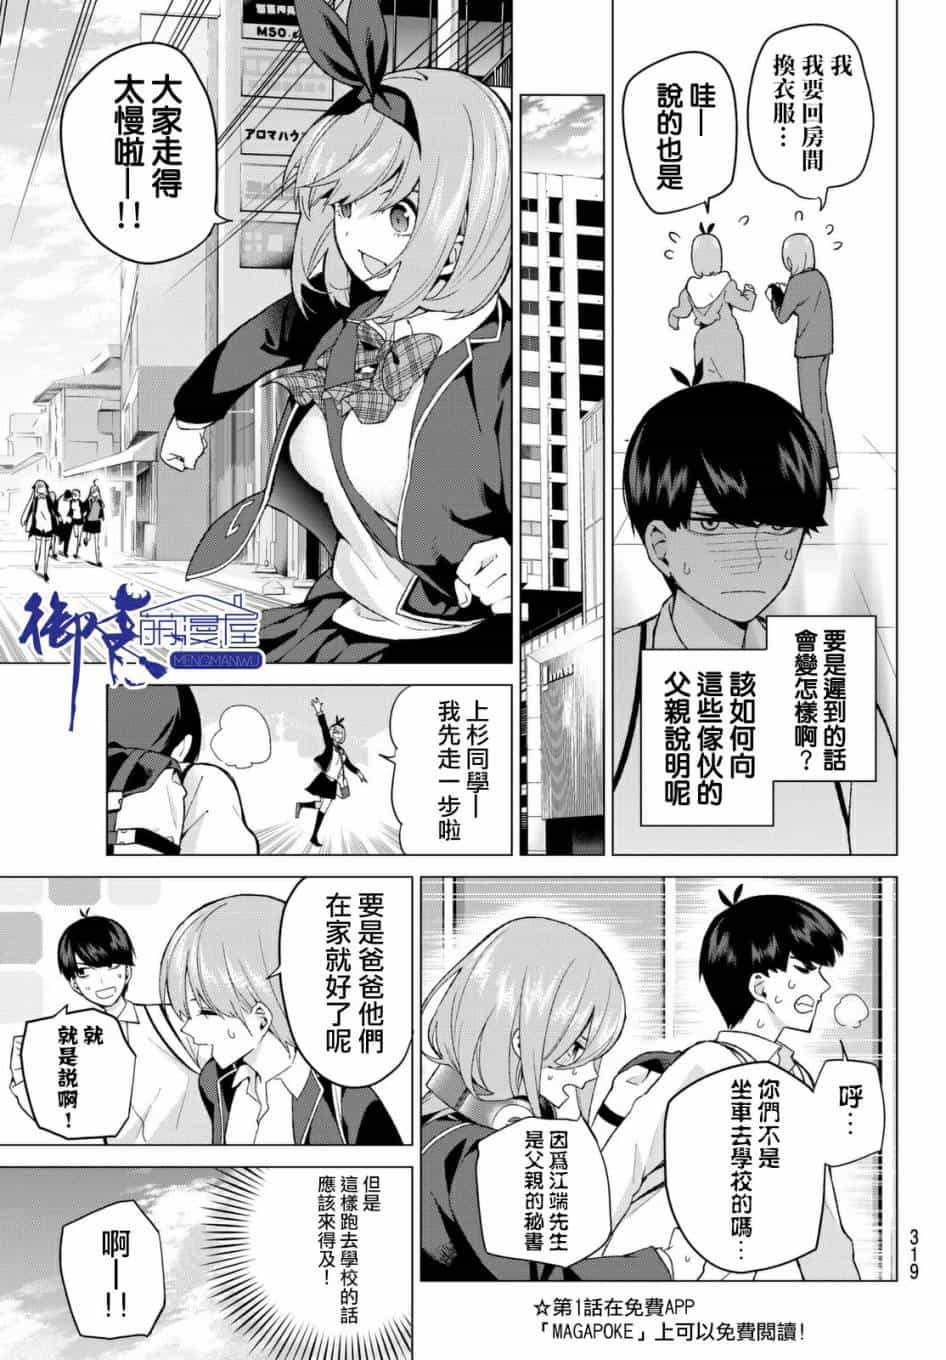 我
我要回房間
換衣服…
哇—
說的也是
要是遲到的話
會變怎樣啊？
該如何向
這些傢伙的
父親說明呢
M50.
アロマハウ
大家走得
太慢啦—!!
上杉同學—
我先走一步啦
呼…
你們不是
坐車去學校的嗎…
因爲江端先生
是父親的秘書
要是爸爸他們
在家就好了呢
就
就是説啊！
但是
這樣跑去學校的話
應該來得及！
啊—!!
319
☆第1話在免費APP
「MAGAPOKE」上可以免費閲讀！
萌漫屋
MENGMANWU